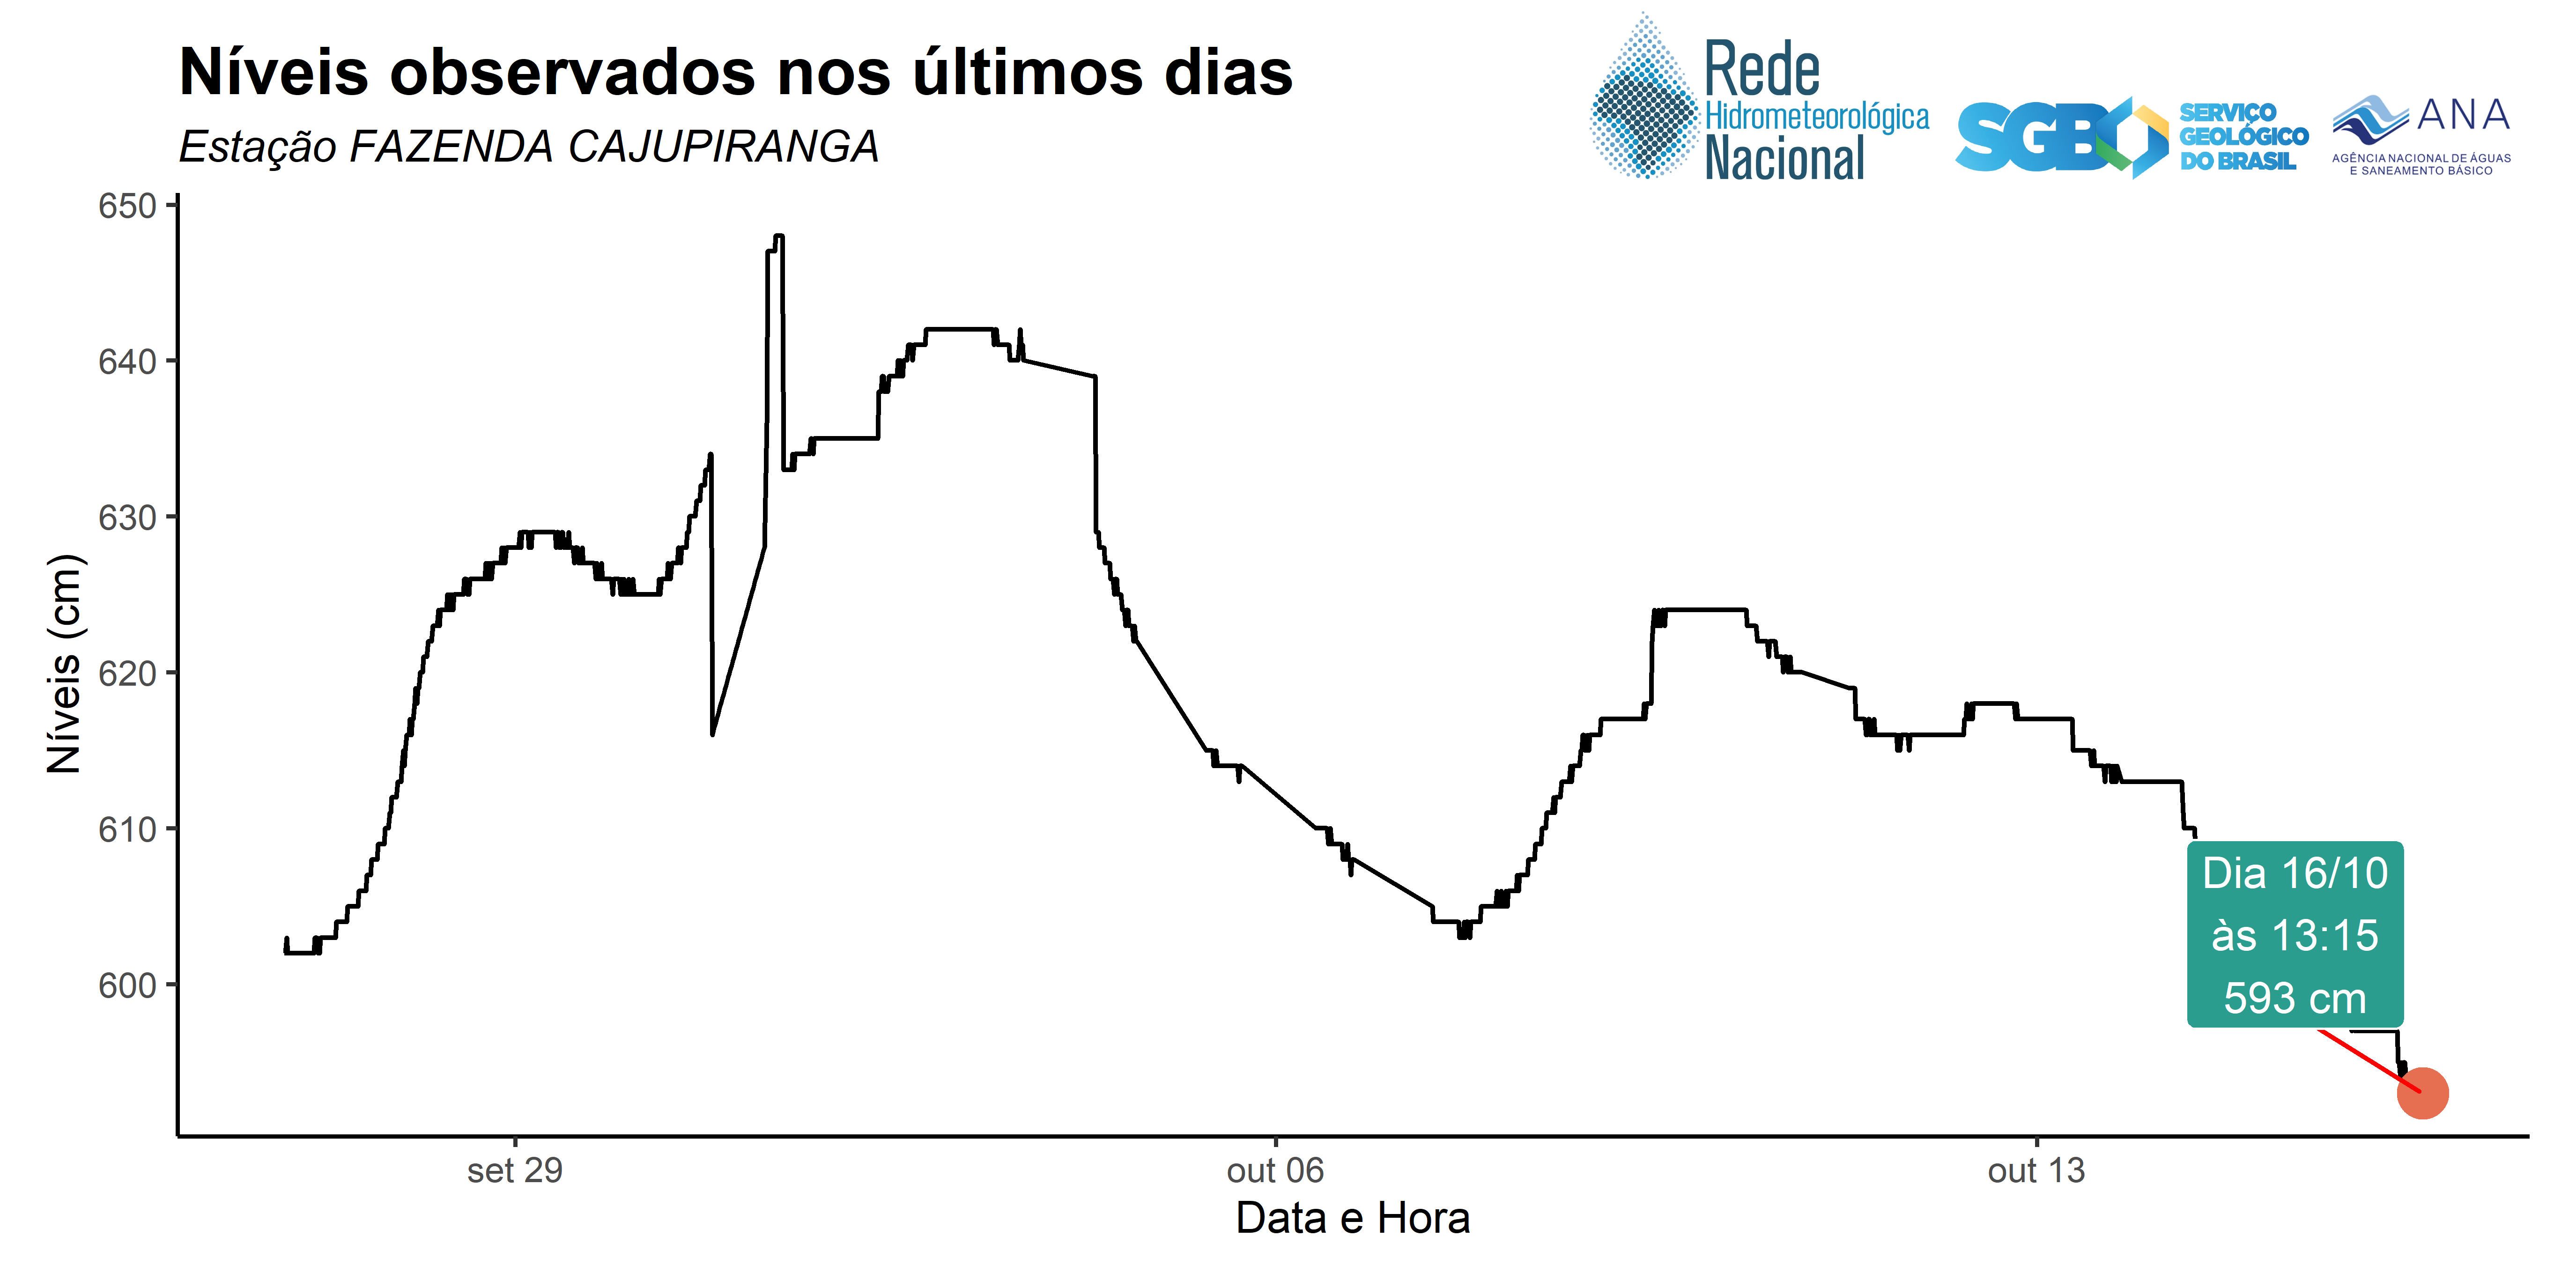 Níveis observados nos últimos dias
Estação FAZENDA CAJUPIRANGA
Rede
Hidrometeorológica
Nacional
SGB
SERVIÇO
GEOLÓGICO
DO BRASIL
ANA
AGÊNCIA NACIONAL DE ÁGUAS
E SANEAMENTO BÁSICO
Níveis (cm)
650
640
630
620
610
600
Dia 16/10
às 13:15
593 cm
set 29
out 06
out 13
Data e Hora